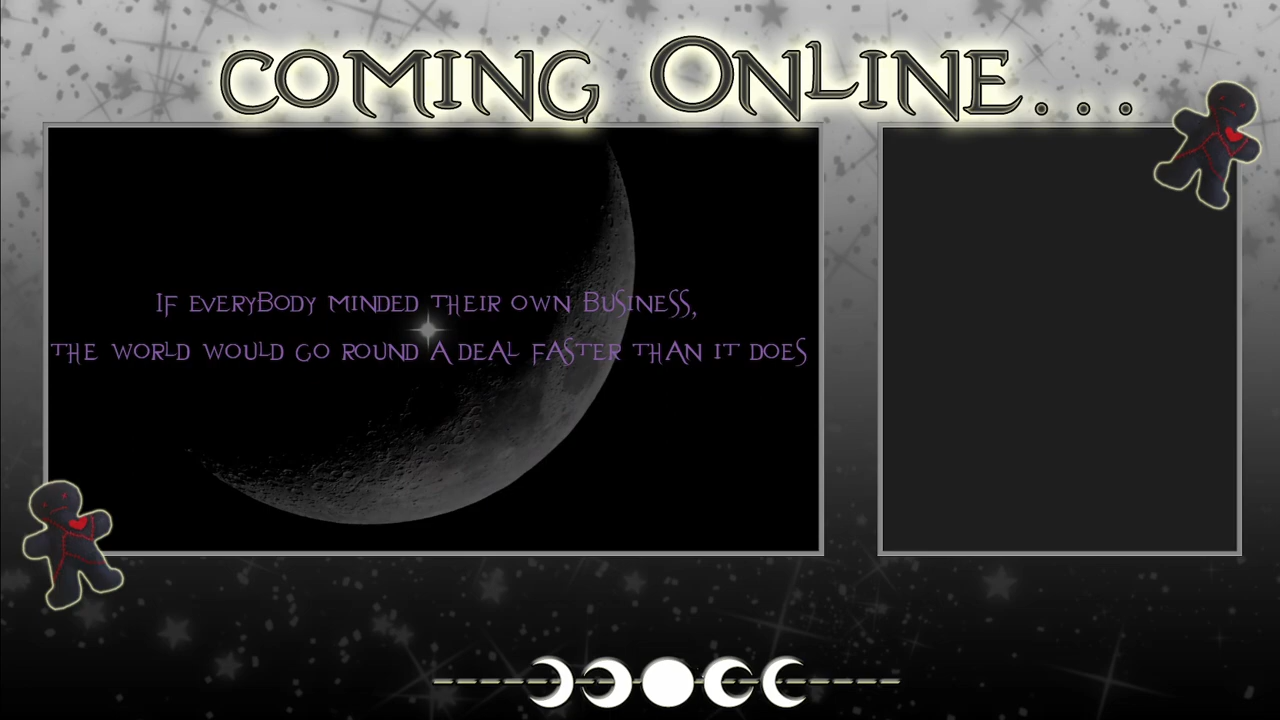 COMING ONLINE...
IF EVERYBODY MINDED THEIR OWN BUSINESS,
THE WORLD WOULD GO ROUND A DEAL FASTER THAN IT DOES